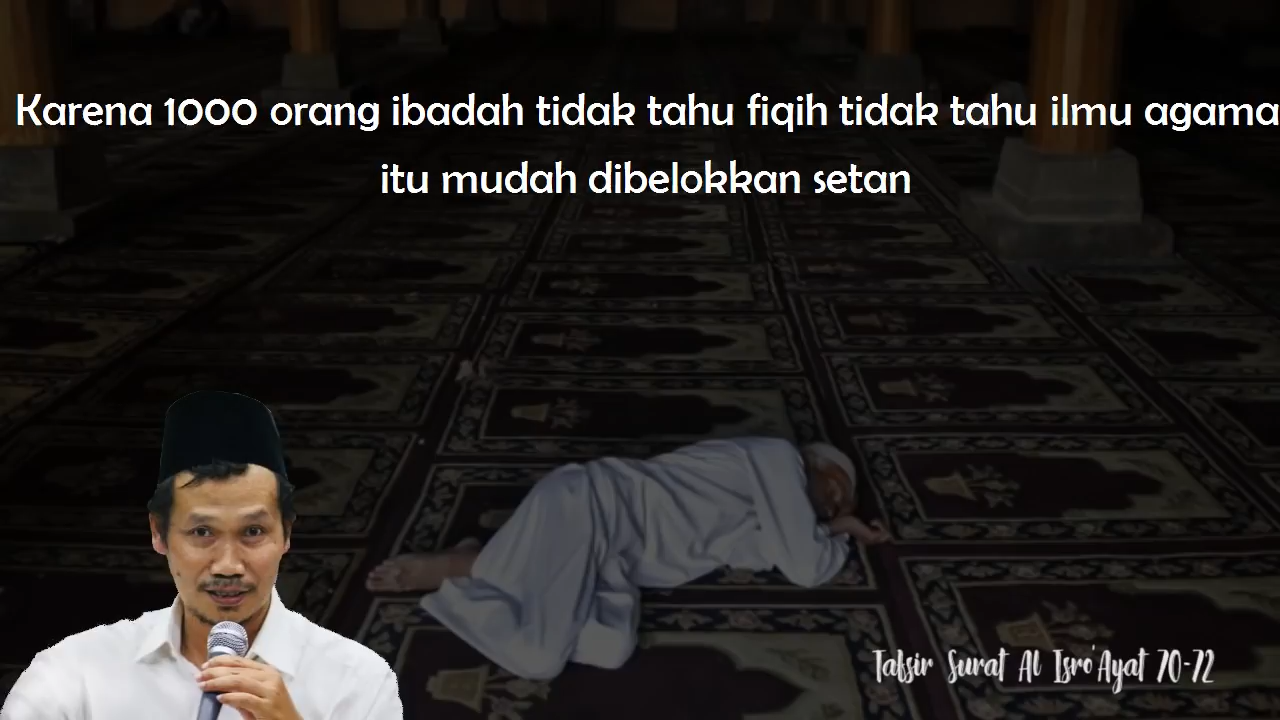 Karena 1000 orang ibadah tidak tahu fiqih tidak tahu ilmu agama
itu mudah dibelokkan setan
Tafsir Surat Al Isro'Ayat 70-72